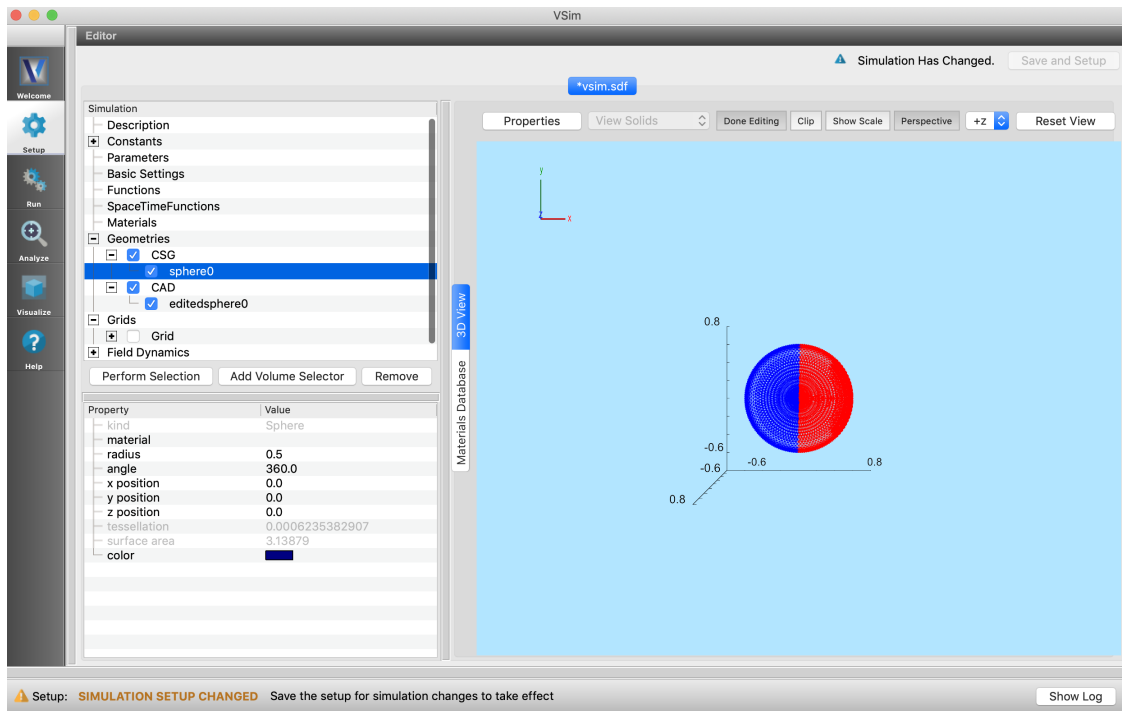 VSim
Editor
Simulation Has Changed.
Save and Setup
*vsim.sdf
Welcome
Setup
Run
Analyze
Visualize
Help
Simulation
Description
Constants
Parameters
Basic Settings
Functions
SpaceTimeFunctions
Materials
Geometries
CSG
sphere0
CAD
editedsphere0
Grids
Grid
Field Dynamics
Perform Selection Add Volume Selector Remove
Property Value
kind Sphere
material
radius 0.5
angle 360.0
x position 0.0
y position 0.0
z position 0.0
tessellation 0.0006235382907
surface area 3.13879
color
3D View
Materials Database
Properties View Solids Done Editing Clip Show Scale Perspective +z Reset View
y
z x
0.8
-0.6
-0.6 -0.6 0.8
0.8
Setup: SIMULATION SETUP CHANGED Save the setup for simulation changes to take effect
Show Log